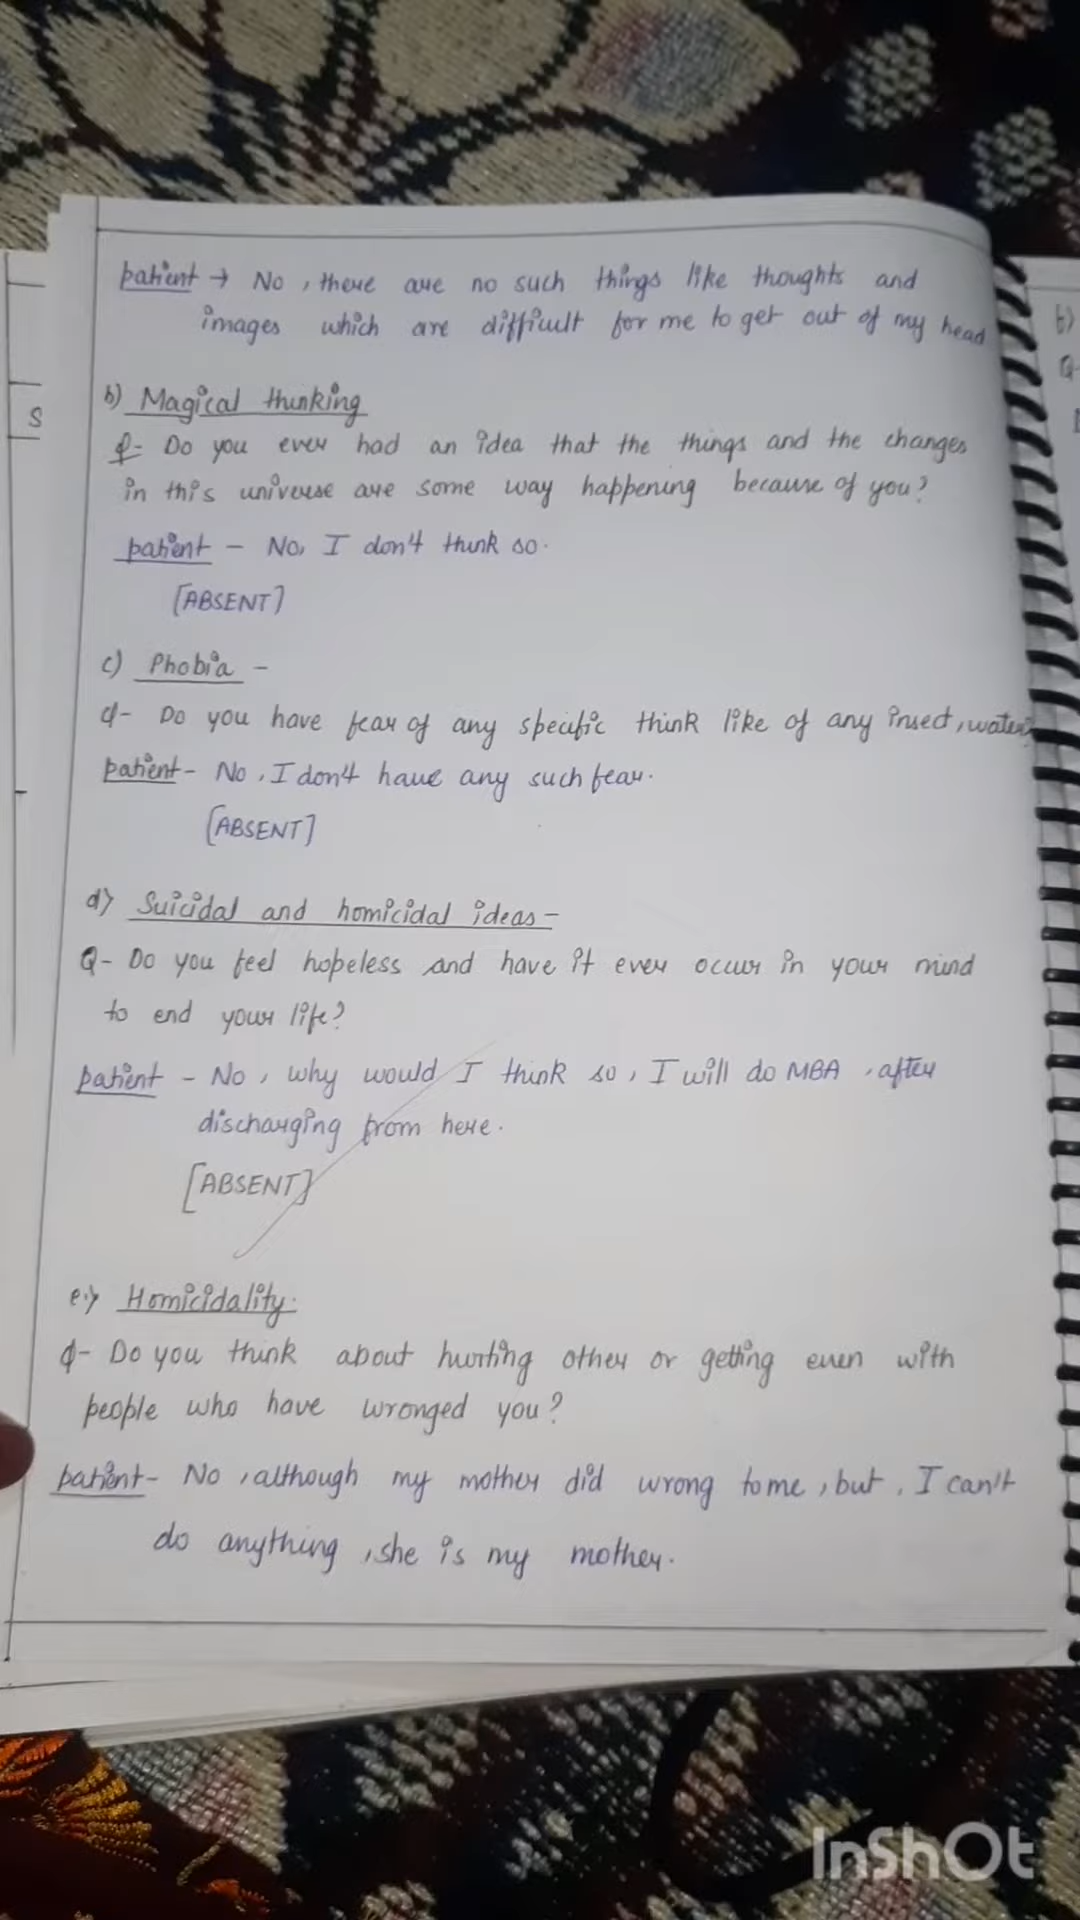 patient → No, there are no such things like thoughts and
images which are difficult for me to get out of my head
b) Magical thinking
Q- Do you ever had an idea that the things and the changes
in this universe are some way happening because of you?
patient - No, I don't think so.
[ABSENT]
c) Phobia -
Q- Do you have fear of any specific think like of any insect, water?
patient - No, I don't have any such fear.
[ABSENT]
d) Suicidal and homicidal ideas -
Q- Do you feel hopeless and have it ever occur in your mind
to end your life?
patient - No, why would I think so, I will do MBA, after
discharging from here.
[ABSENT]
e.) Homicidality.
Q- Do you think about hurting other or getting even with
people who have wronged you?
patient - No, although my mother did wrong to me, but, I can't
do anything, she is my mother.
S
b)
Q-
InShOt